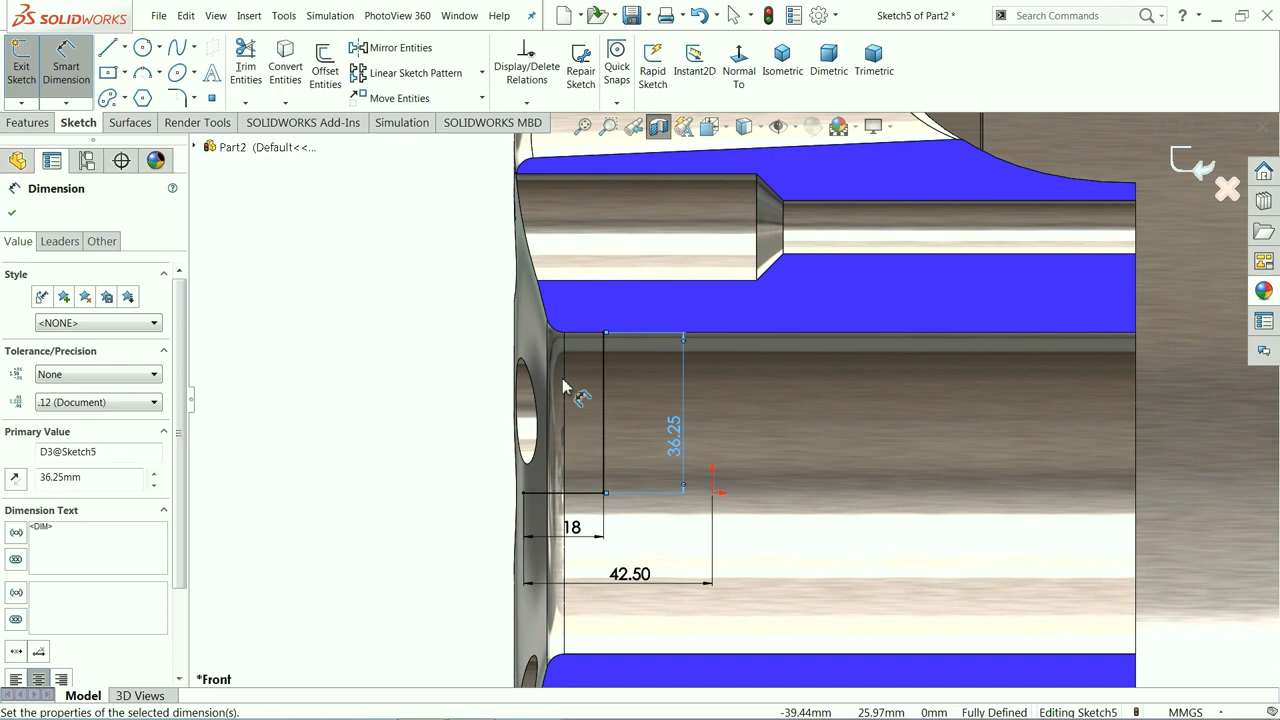 SOLIDWORKS
File Edit View Insert Tools Simulation PhotoView 360 Window Help
Sketch5 of Part2 *
Search Commands
Exit Sketch
Smart Dimension
Trim Entities
Convert Entities
Offset Entities
Mirror Entities
Linear Sketch Pattern
Move Entities
Display/Delete Relations
Repair Sketch
Quick Snaps
Rapid Sketch
Instant2D
Normal To
Isometric
Dimetric
Trimetric
Features Sketch Surfaces Render Tools SOLIDWORKS Add-Ins Simulation SOLIDWORKS MBD
Part2 (Default<<...
Dimension
Value Leaders Other
Style
<NONE>
Tolerance/Precision
None
.12 (Document)
Primary Value
D3@Sketch5
36.25mm
Dimension Text
<DIM>
36.25
18
42.50
*Front
Model 3D Views
Set the properties of the selected dimension(s).
-39.44mm 25.97mm 0mm Fully Defined Editing Sketch5 MMGS